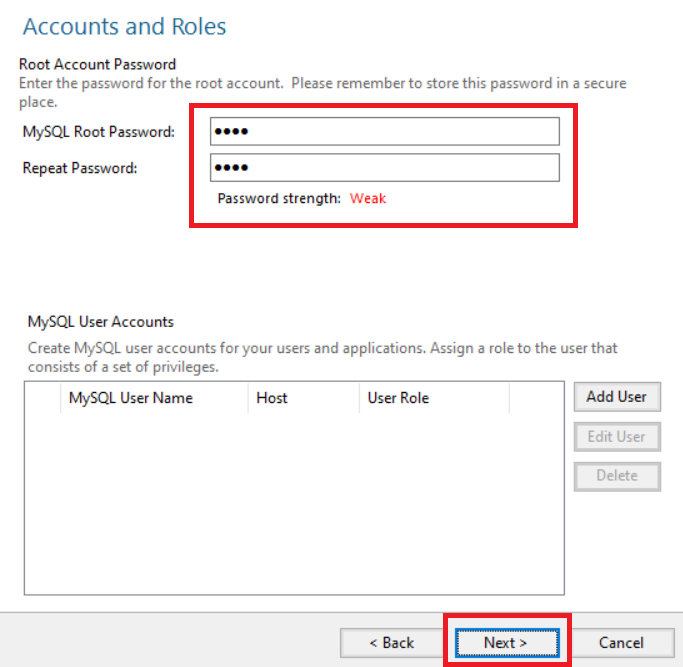 Accounts and Roles
Root Account Password
Enter the password for the root account. Please remember to store this password in a secure
place.
MySQL Root Password: ●●●●
Repeat Password: ●●●●
Password strength: Weak
MySQL User Accounts
Create MySQL user accounts for your users and applications. Assign a role to the user that
consists of a set of privileges.
MySQL User Name Host User Role Add User
Edit User
Delete
< Back Next > Cancel